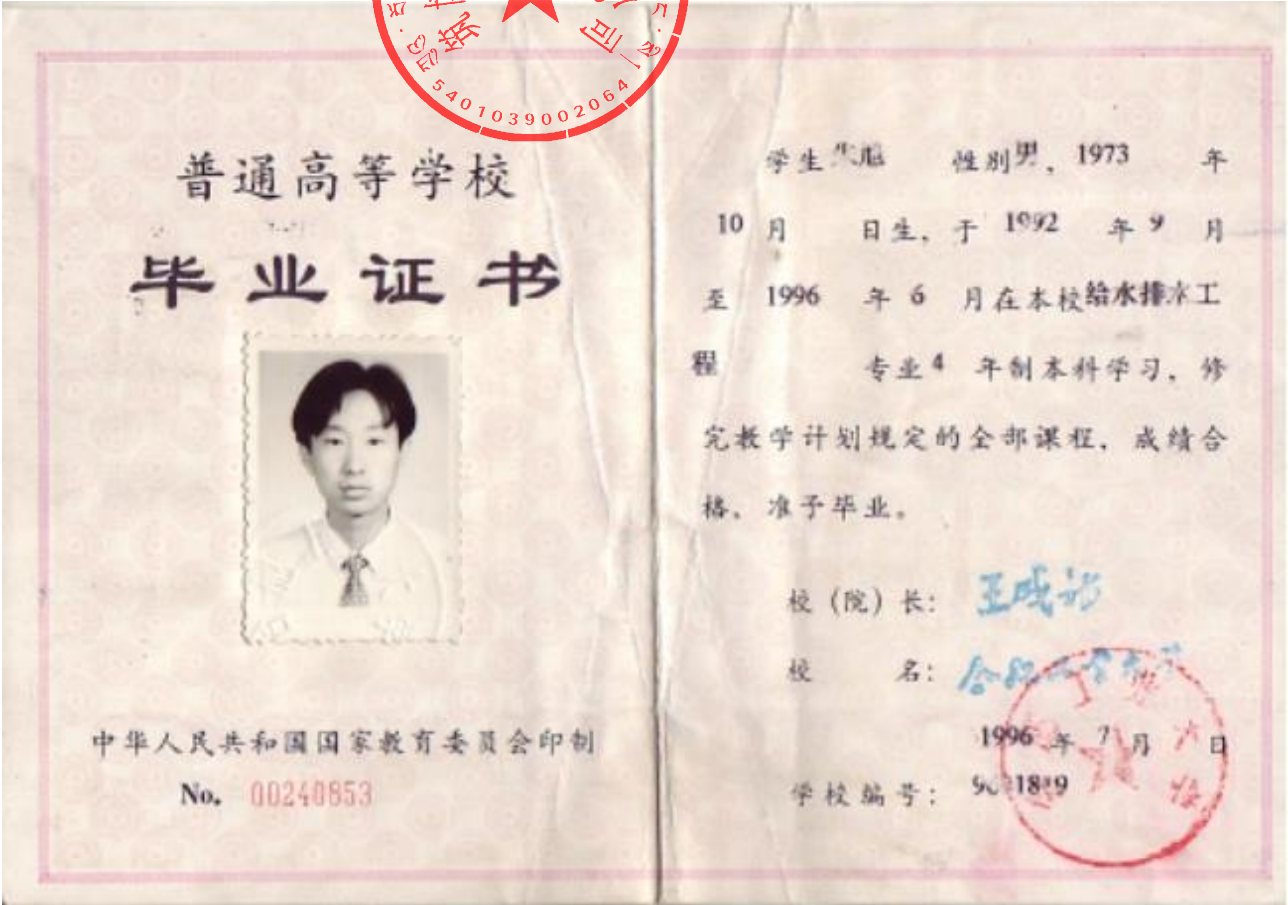 5401039002064
普通高等学校
毕业证书
中华人民共和国国家教育委员会印制
No. 00240853
学生 性别男，1973 年
10 月 日生，于 1992 年 9 月
至 1996 年 6 月在本校给水排水工
程 专业4 年制本科学习，修
完教学计划规定的全部课程，成绩合
格，准予毕业。
校（院）长：
校 名：
1996 年 7 月 日
学校编号：